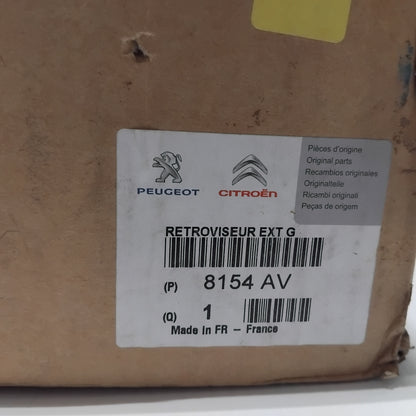 PEUGEOT
CITROËN
Pièces d'origine
Original parts
Recambios originales
Originalteile
Ricambi originali
Peças de origem
RETROVISEUR EXT G
(P) 8154 AV
(Q) 1
Made in FR – France